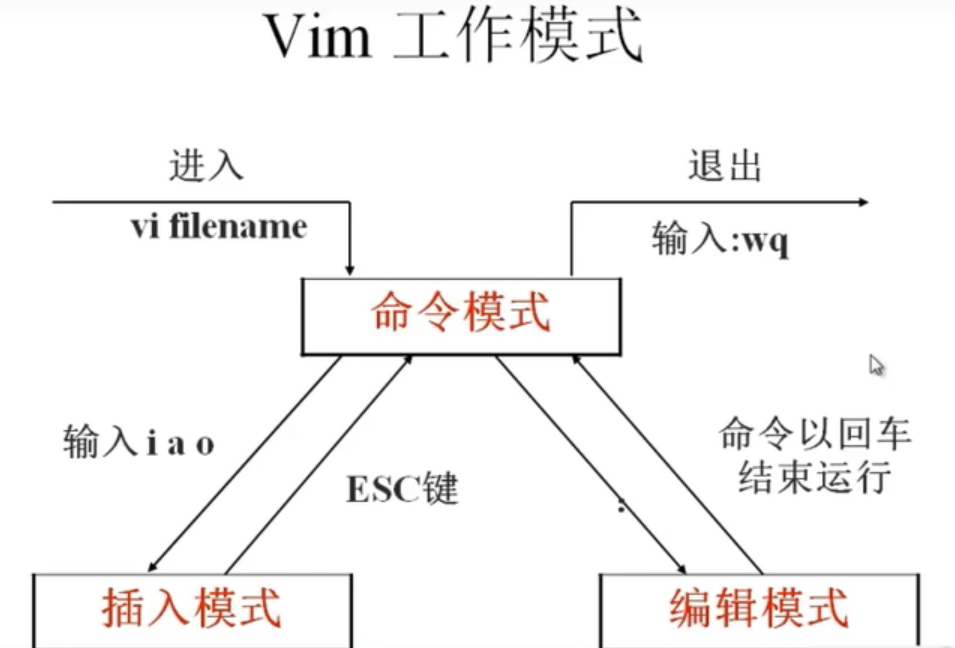 Vim 工作模式
进入
退出
vi filename
输入:wq
命令模式
输入 i a o
命令以回车
结束运行
ESC键
:
插入模式
编辑模式